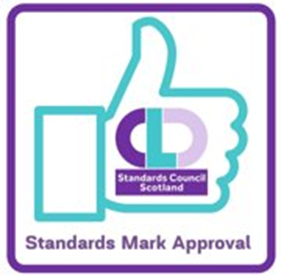 CLD
Standards Council
Scotland
Standards Mark Approval